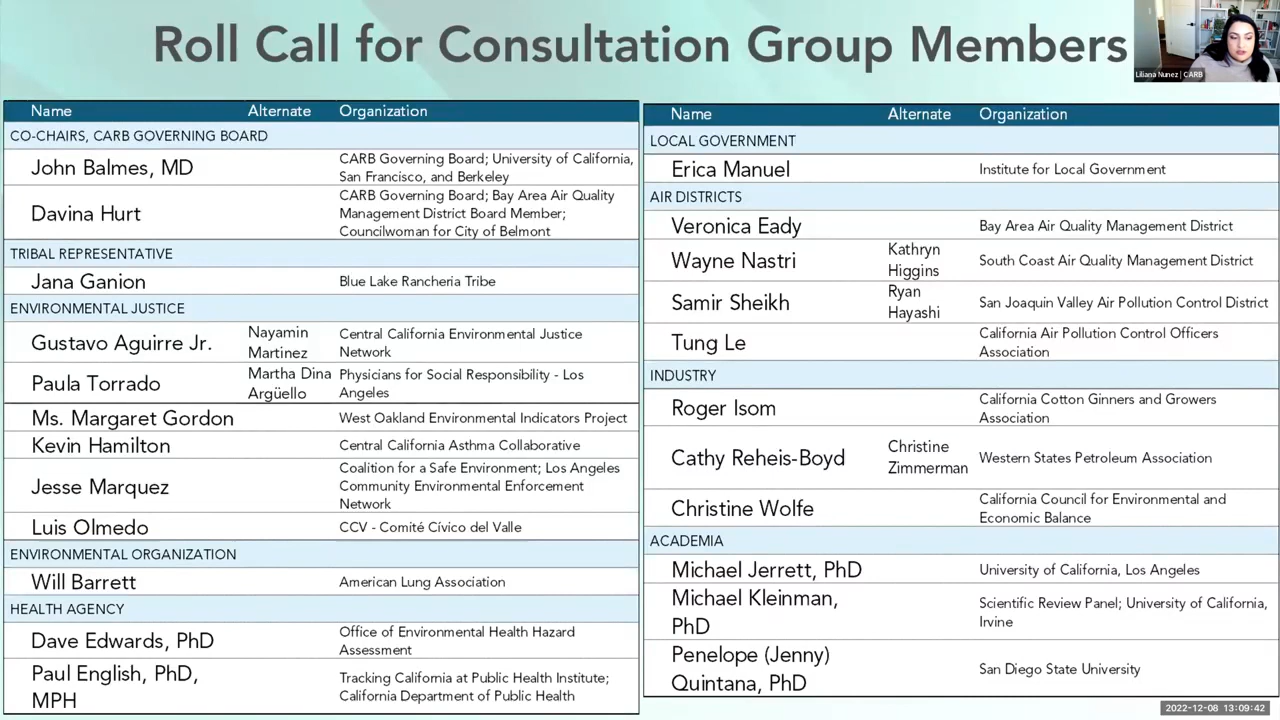 Roll Call for Consultation Group Members
Liliana Nunez | CARB
Name Alternate Organization
CO-CHAIRS, CARB GOVERNING BOARD
John Balmes, MD
CARB Governing Board; University of California,
San Francisco, and Berkeley
Davina Hurt
CARB Governing Board; Bay Area Air Quality
Management District Board Member;
Councilwoman for City of Belmont
TRIBAL REPRESENTATIVE
Jana Ganion Blue Lake Rancheria Tribe
ENVIRONMENTAL JUSTICE
Gustavo Aguirre Jr.
Nayamin
Martinez
Central California Environmental Justice
Network
Paula Torrado
Martha Dina
Argüello
Physicians for Social Responsibility - Los
Angeles
Ms. Margaret Gordon West Oakland Environmental Indicators Project
Kevin Hamilton Central California Asthma Collaborative
Jesse Marquez
Coalition for a Safe Environment; Los Angeles
Community Environmental Enforcement
Network
Luis Olmedo CCV - Comité Cívico del Valle
ENVIRONMENTAL ORGANIZATION
Will Barrett American Lung Association
HEALTH AGENCY
Dave Edwards, PhD
Office of Environmental Health Hazard
Assessment
Paul English, PhD,
MPH
Tracking California at Public Health Institute;
California Department of Public Health
Name Alternate Organization
LOCAL GOVERNMENT
Erica Manuel Institute for Local Government
AIR DISTRICTS
Veronica Eady Bay Area Air Quality Management District
Wayne Nastri
Kathryn
Higgins
South Coast Air Quality Management District
Samir Sheikh
Ryan
Hayashi
San Joaquin Valley Air Pollution Control District
Tung Le
California Air Pollution Control Officers
Association
INDUSTRY
Roger Isom
California Cotton Ginners and Growers
Association
Cathy Reheis-Boyd
Christine
Zimmerman
Western States Petroleum Association
Christine Wolfe
California Council for Environmental and
Economic Balance
ACADEMIA
Michael Jerrett, PhD University of California, Los Angeles
Michael Kleinman,
PhD
Scientific Review Panel; University of California,
Irvine
Penelope (Jenny)
Quintana, PhD
San Diego State University
2022-12-08 13:09:42